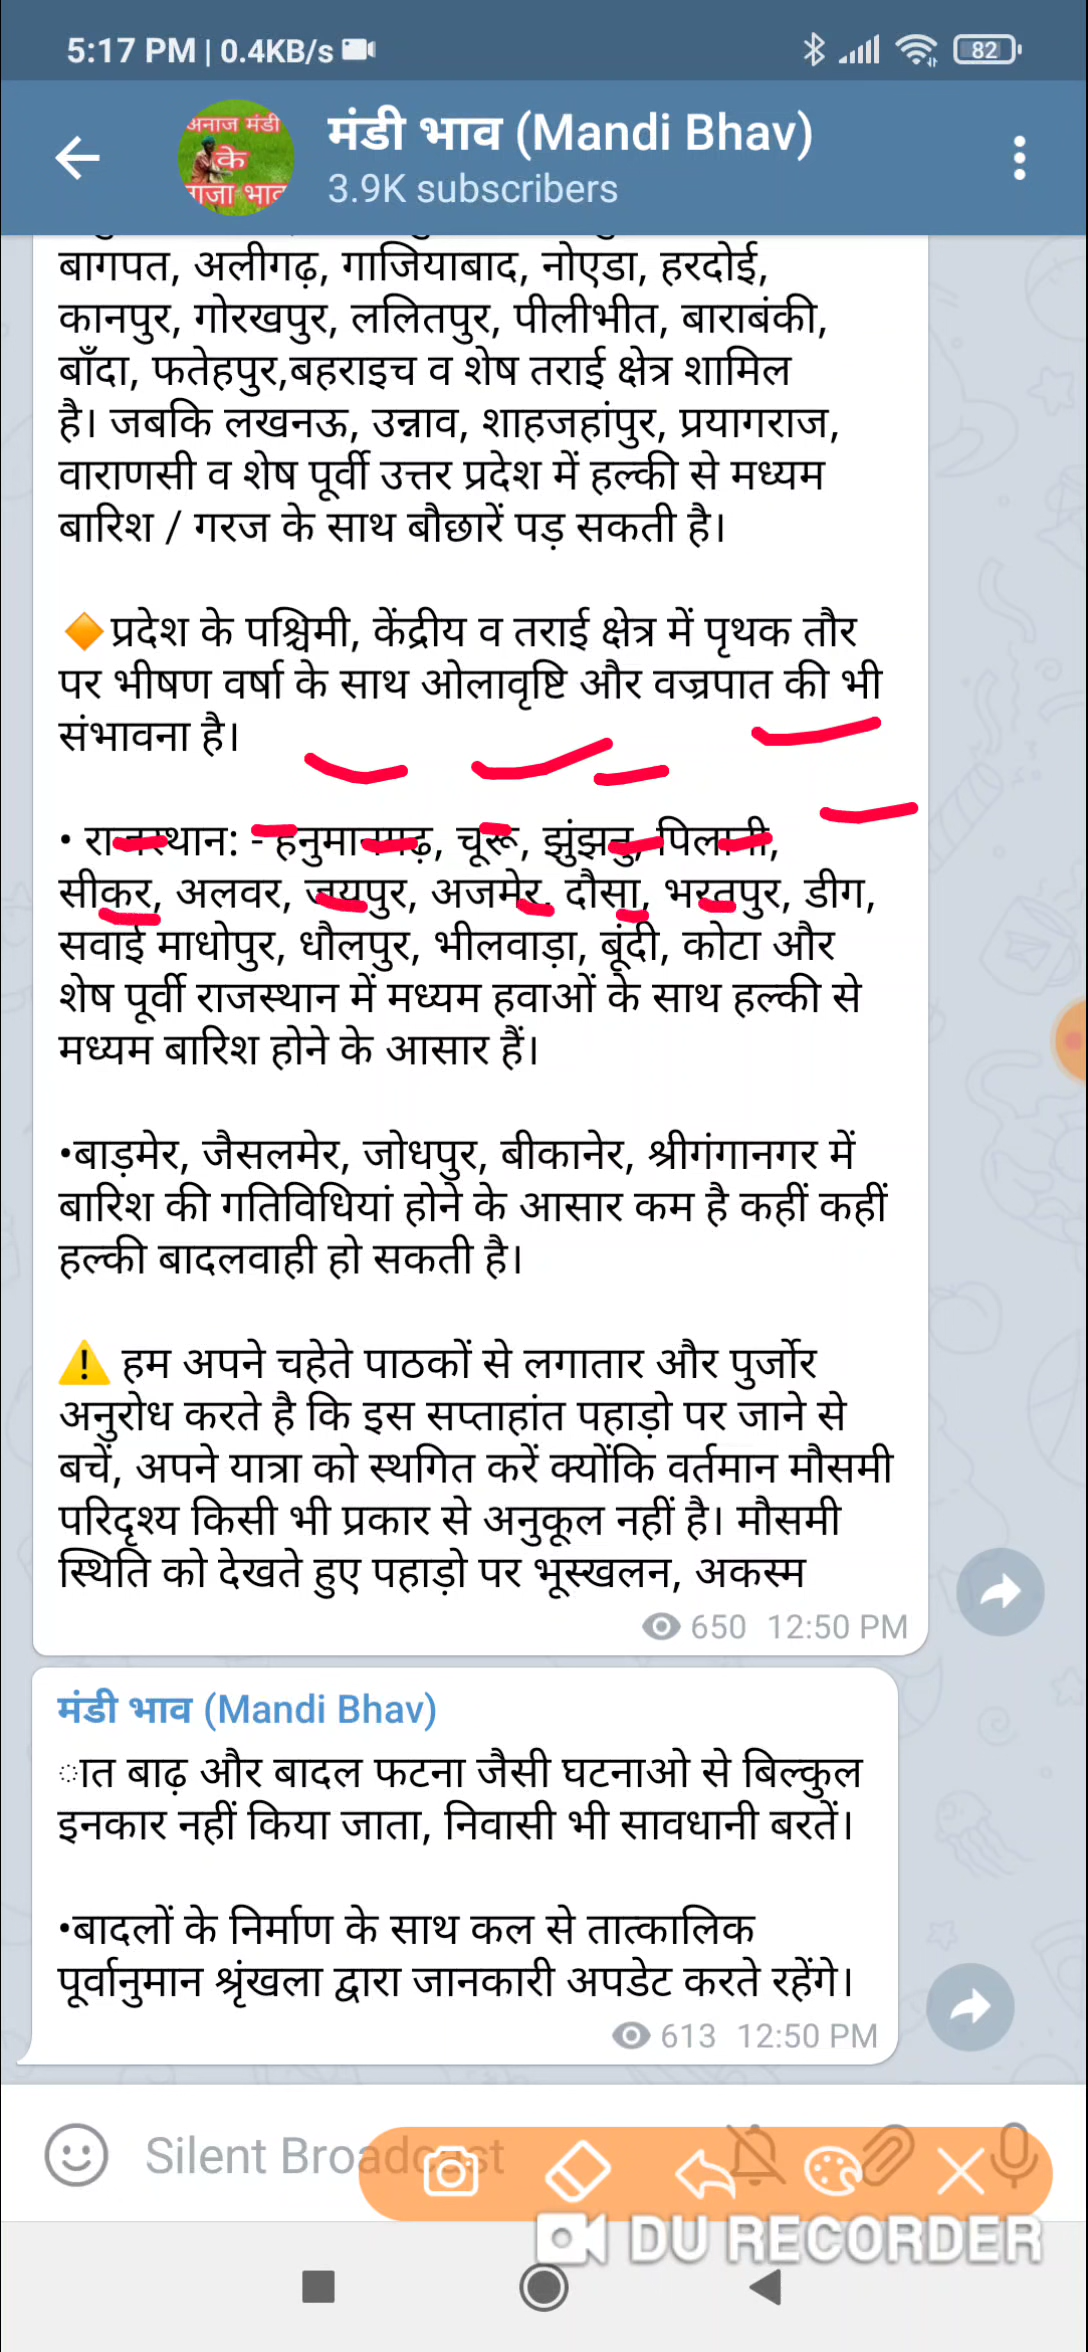 5:17 PM | 0.4KB/s
82
अनाज मंडी
के
ताजा भाव
मंडी भाव (Mandi Bhav)
3.9K subscribers
बागपत, अलीगढ़, गाजियाबाद, नोएडा, हरदोई,
कानपुर, गोरखपुर, ललितपुर, पीलीभीत, बाराबंकी,
बाँदा, फतेहपुर,बहराइच व शेष तराई क्षेत्र शामिल
है। जबकि लखनऊ, उन्नाव, शाहजहांपुर, प्रयागराज,
वाराणसी व शेष पूर्वी उत्तर प्रदेश में हल्की से मध्यम
बारिश / गरज के साथ बौछारें पड़ सकती है।
🔶प्रदेश के पश्चिमी, केंद्रीय व तराई क्षेत्र में पृथक तौर
पर भीषण वर्षा के साथ ओलावृष्टि और वज्रपात की भी
संभावना है।
• राजस्थान: - हनुमानगढ़, चूरू, झुंझनु, पिलानी,
सीकर, अलवर, जयपुर, अजमेर, दौसा, भरतपुर, डीग,
सवाई माधोपुर, धौलपुर, भीलवाड़ा, बूंदी, कोटा और
शेष पूर्वी राजस्थान में मध्यम हवाओं के साथ हल्की से
मध्यम बारिश होने के आसार हैं।
•बाड़मेर, जैसलमेर, जोधपुर, बीकानेर, श्रीगंगानगर में
बारिश की गतिविधियां होने के आसार कम है कहीं कहीं
हल्की बादलवाही हो सकती है।
⚠️ हम अपने चहेते पाठकों से लगातार और पुर्जोर
अनुरोध करते है कि इस सप्ताहांत पहाड़ो पर जाने से
बचें, अपने यात्रा को स्थगित करें क्योंकि वर्तमान मौसमी
परिदृश्य किसी भी प्रकार से अनुकूल नहीं है। मौसमी
स्थिति को देखते हुए पहाड़ो पर भूस्खलन, अकस्म
650 12:50 PM
मंडी भाव (Mandi Bhav)
ात बाढ़ और बादल फटना जैसी घटनाओ से बिल्कुल
इनकार नहीं किया जाता, निवासी भी सावधानी बरतें।
•बादलों के निर्माण के साथ कल से तात्कालिक
पूर्वानुमान श्रृंखला द्वारा जानकारी अपडेट करते रहेंगे।
613 12:50 PM
Silent Broadcast
DU RECORDER